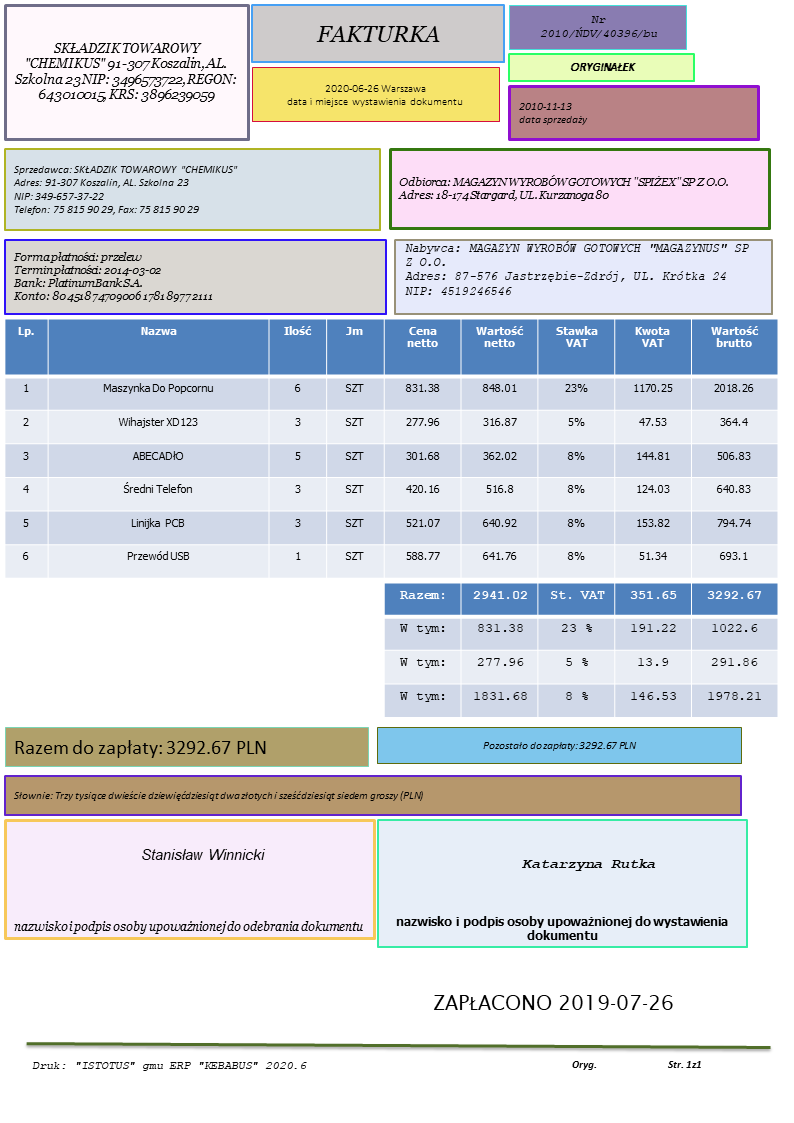 SKŁADZIK TOWAROWY
"CHEMIKUS" 91-307 Koszalin, AL.
Szkolna 23 NIP: 3496573722, REGON:
643010015, KRS: 3896239059
FAKTURKA
2020-06-26 Warszawa
data i miejsce wystawienia dokumentu
Nr
2010/ŃDV/40396/bu
ORYGINAŁEK
2010-11-13
data sprzedaży
Sprzedawca: SKŁADZIK TOWAROWY "CHEMIKUS"
Adres: 91-307 Koszalin, AL. Szkolna 23
NIP: 349-657-37-22
Telefon: 75 815 90 29, Fax: 75 815 90 29
Odbiorca: MAGAZYN WYROBÓW GOTOWYCH "SPIŻEX" SP Z O.O.
Adres: 18-174 Stargard, UL. Kurzanoga 80
Forma płatności: przelew
Termin płatności: 2014-03-02
Bank: Platinum Bank S.A.
Konto: 80 4518 7470 9006 1781 8977 2111
Nabywca: MAGAZYN WYROBÓW GOTOWYCH "MAGAZYNUS" SP
Z O.O.
Adres: 87-576 Jastrzębie-Zdrój, UL. Krótka 24
NIP: 4519246546
Lp. Nazwa Ilość Jm Cena netto Wartość netto Stawka VAT Kwota VAT Wartość brutto
1 Maszynka Do Popcornu 6 SZT 831.38 848.01 23% 1170.25 2018.26
2 Wihajster XD123 3 SZT 277.96 316.87 5% 47.53 364.4
3 ABECADŁO 5 SZT 301.68 362.02 8% 144.81 506.83
4 Średni Telefon 3 SZT 420.16 516.8 8% 124.03 640.83
5 Linijka PCB 3 SZT 521.07 640.92 8% 153.82 794.74
6 Przewód USB 1 SZT 588.77 641.76 8% 51.34 693.1
Razem: 2941.02 St. VAT 351.65 3292.67
W tym: 831.38 23 % 191.22 1022.6
W tym: 277.96 5 % 13.9 291.86
W tym: 1831.68 8 % 146.53 1978.21
Razem do zapłaty: 3292.67 PLN
Pozostało do zapłaty: 3292.67 PLN
Słownie: Trzy tysiące dwieście dziewięćdziesiąt dwa złotych i sześćdziesiąt siedem groszy (PLN)
Stanisław Winnicki
nazwisko i podpis osoby upoważnionej do odebrania dokumentu
Katarzyna Rutka
nazwisko i podpis osoby upoważnionej do wystawienia
dokumentu
ZAPŁACONO 2019-07-26
Druk: "ISTOTUS" gmu ERP "KEBABUS" 2020.6
Oryg.
Str. 1z1